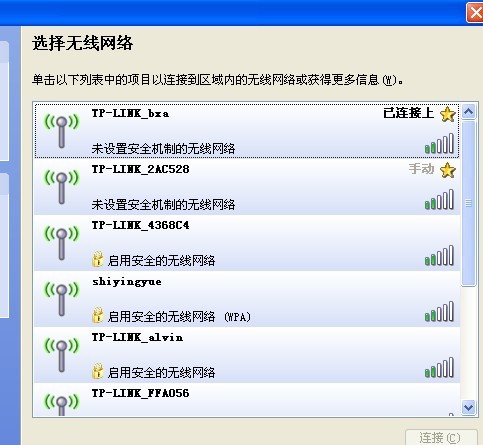 选择无线网络
单击以下列表中的项目以连接到区域内的无线网络或获得更多信息(W)。
TP-LINK_bxa 已连接上
未设置安全机制的无线网络
TP-LINK_2AC528 手动
未设置安全机制的无线网络
TP-LINK_4368C4
启用安全的无线网络
shiyingyue
启用安全的无线网络 (WPA)
TP-LINK_alvin
启用安全的无线网络
TP-LINK_FFA056
连接(C)